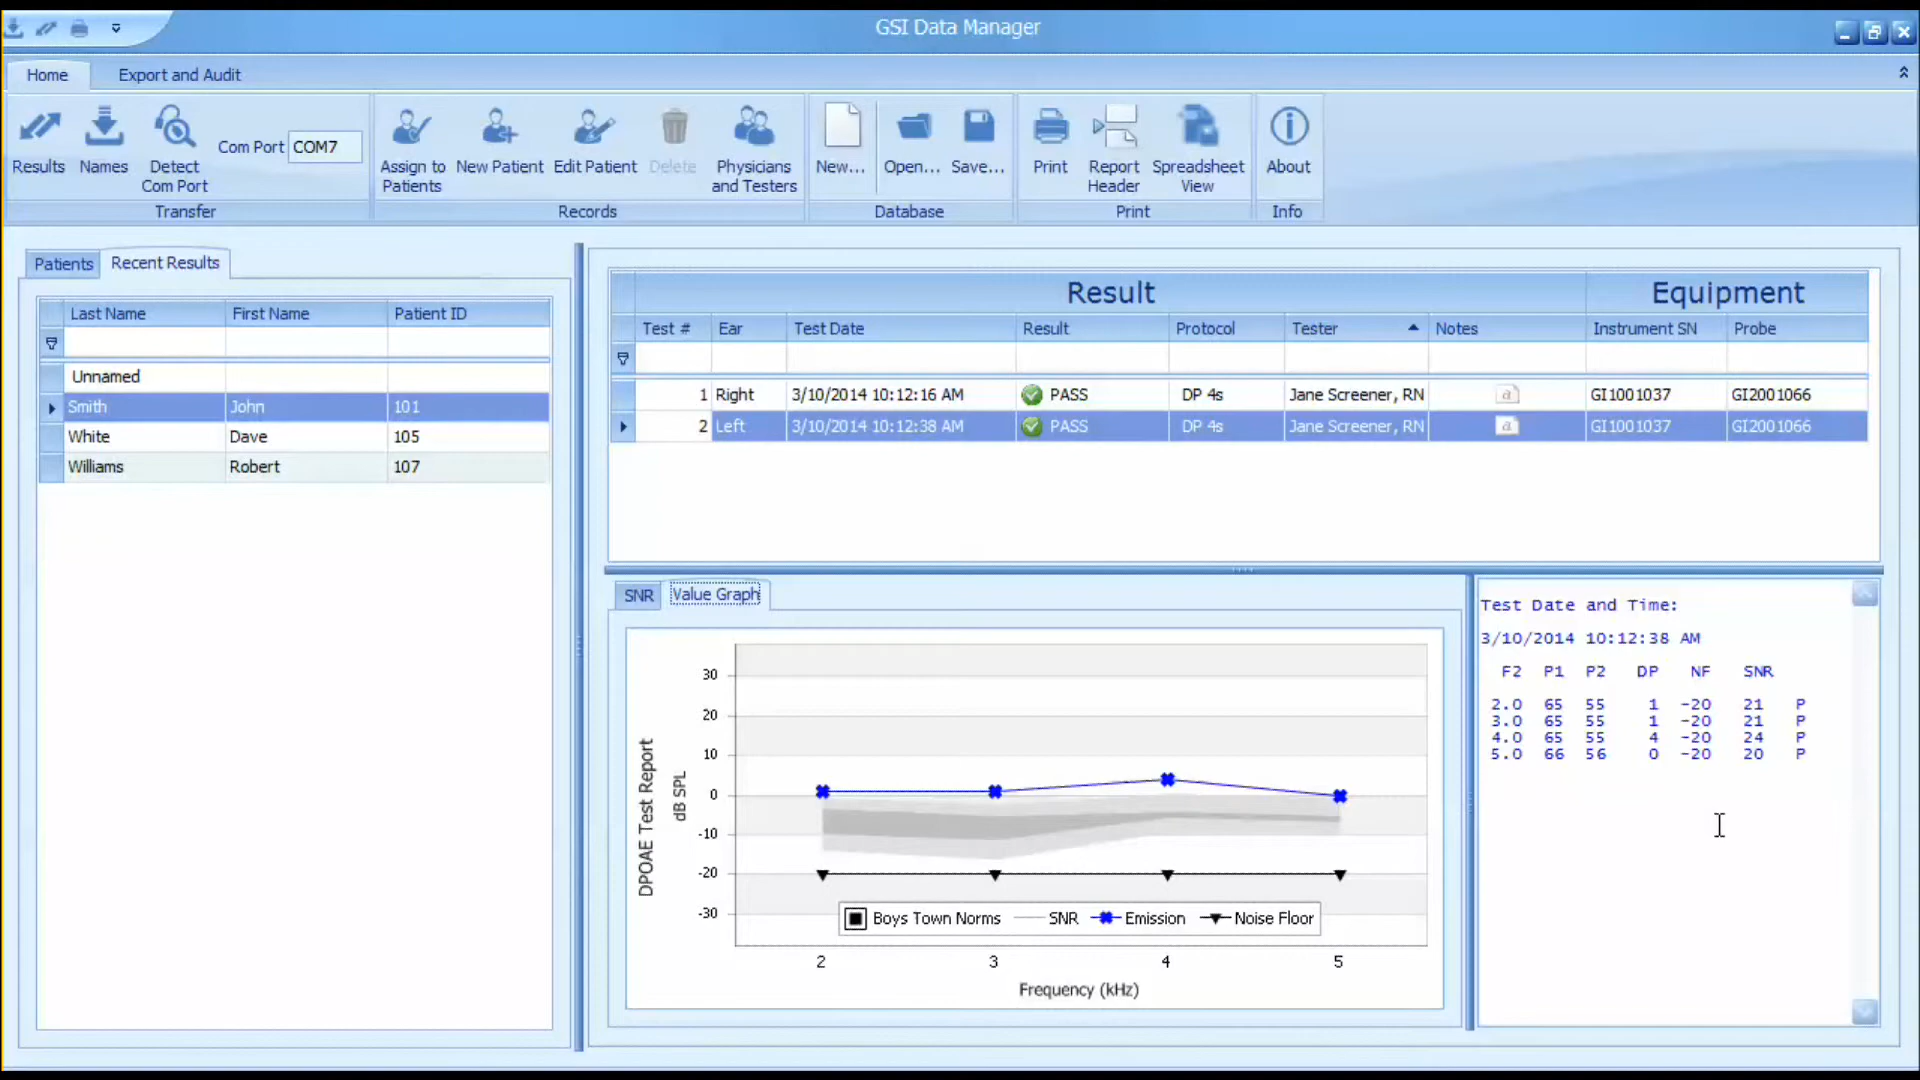 GSI Data Manager
Home Export and Audit
Results Names Detect Com Port Com Port COM7
Transfer
Assign to Patients New Patient Edit Patient Delete Physicians and Testers
Records
New... Open... Save...
Database
Print Report Header Spreadsheet View
Print
About
Info
Patients Recent Results
Last Name First Name Patient ID
Unnamed
Smith John 101
White Dave 105
Williams Robert 107
Result Equipment
Test # Ear Test Date Result Protocol Tester Notes Instrument SN Probe
1 Right 3/10/2014 10:12:16 AM PASS DP 4s Jane Screener, RN a GI1001037 GI2001066
2 Left 3/10/2014 10:12:38 AM PASS DP 4s Jane Screener, RN a GI1001037 GI2001066
SNR Value Graph
DPOAE Test Report
dB SPL
30
20
10
0
-10
-20
-30
Boys Town Norms SNR Emission Noise Floor
2 3 4 5
Frequency (kHz)
Test Date and Time:
3/10/2014 10:12:38 AM
F2 P1 P2 DP NF SNR
2.0 65 55 1 -20 21 P
3.0 65 55 1 -20 21 P
4.0 65 55 4 -20 24 P
5.0 66 56 0 -20 20 P